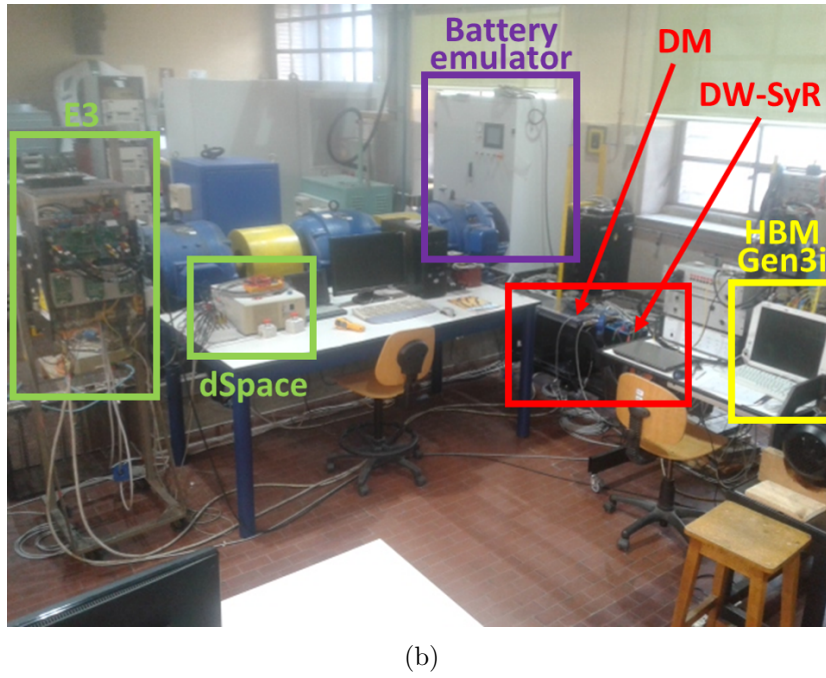 Battery
emulator
DM
DW-SyR
E3
HBM
Gen3i
dSpace
(b)